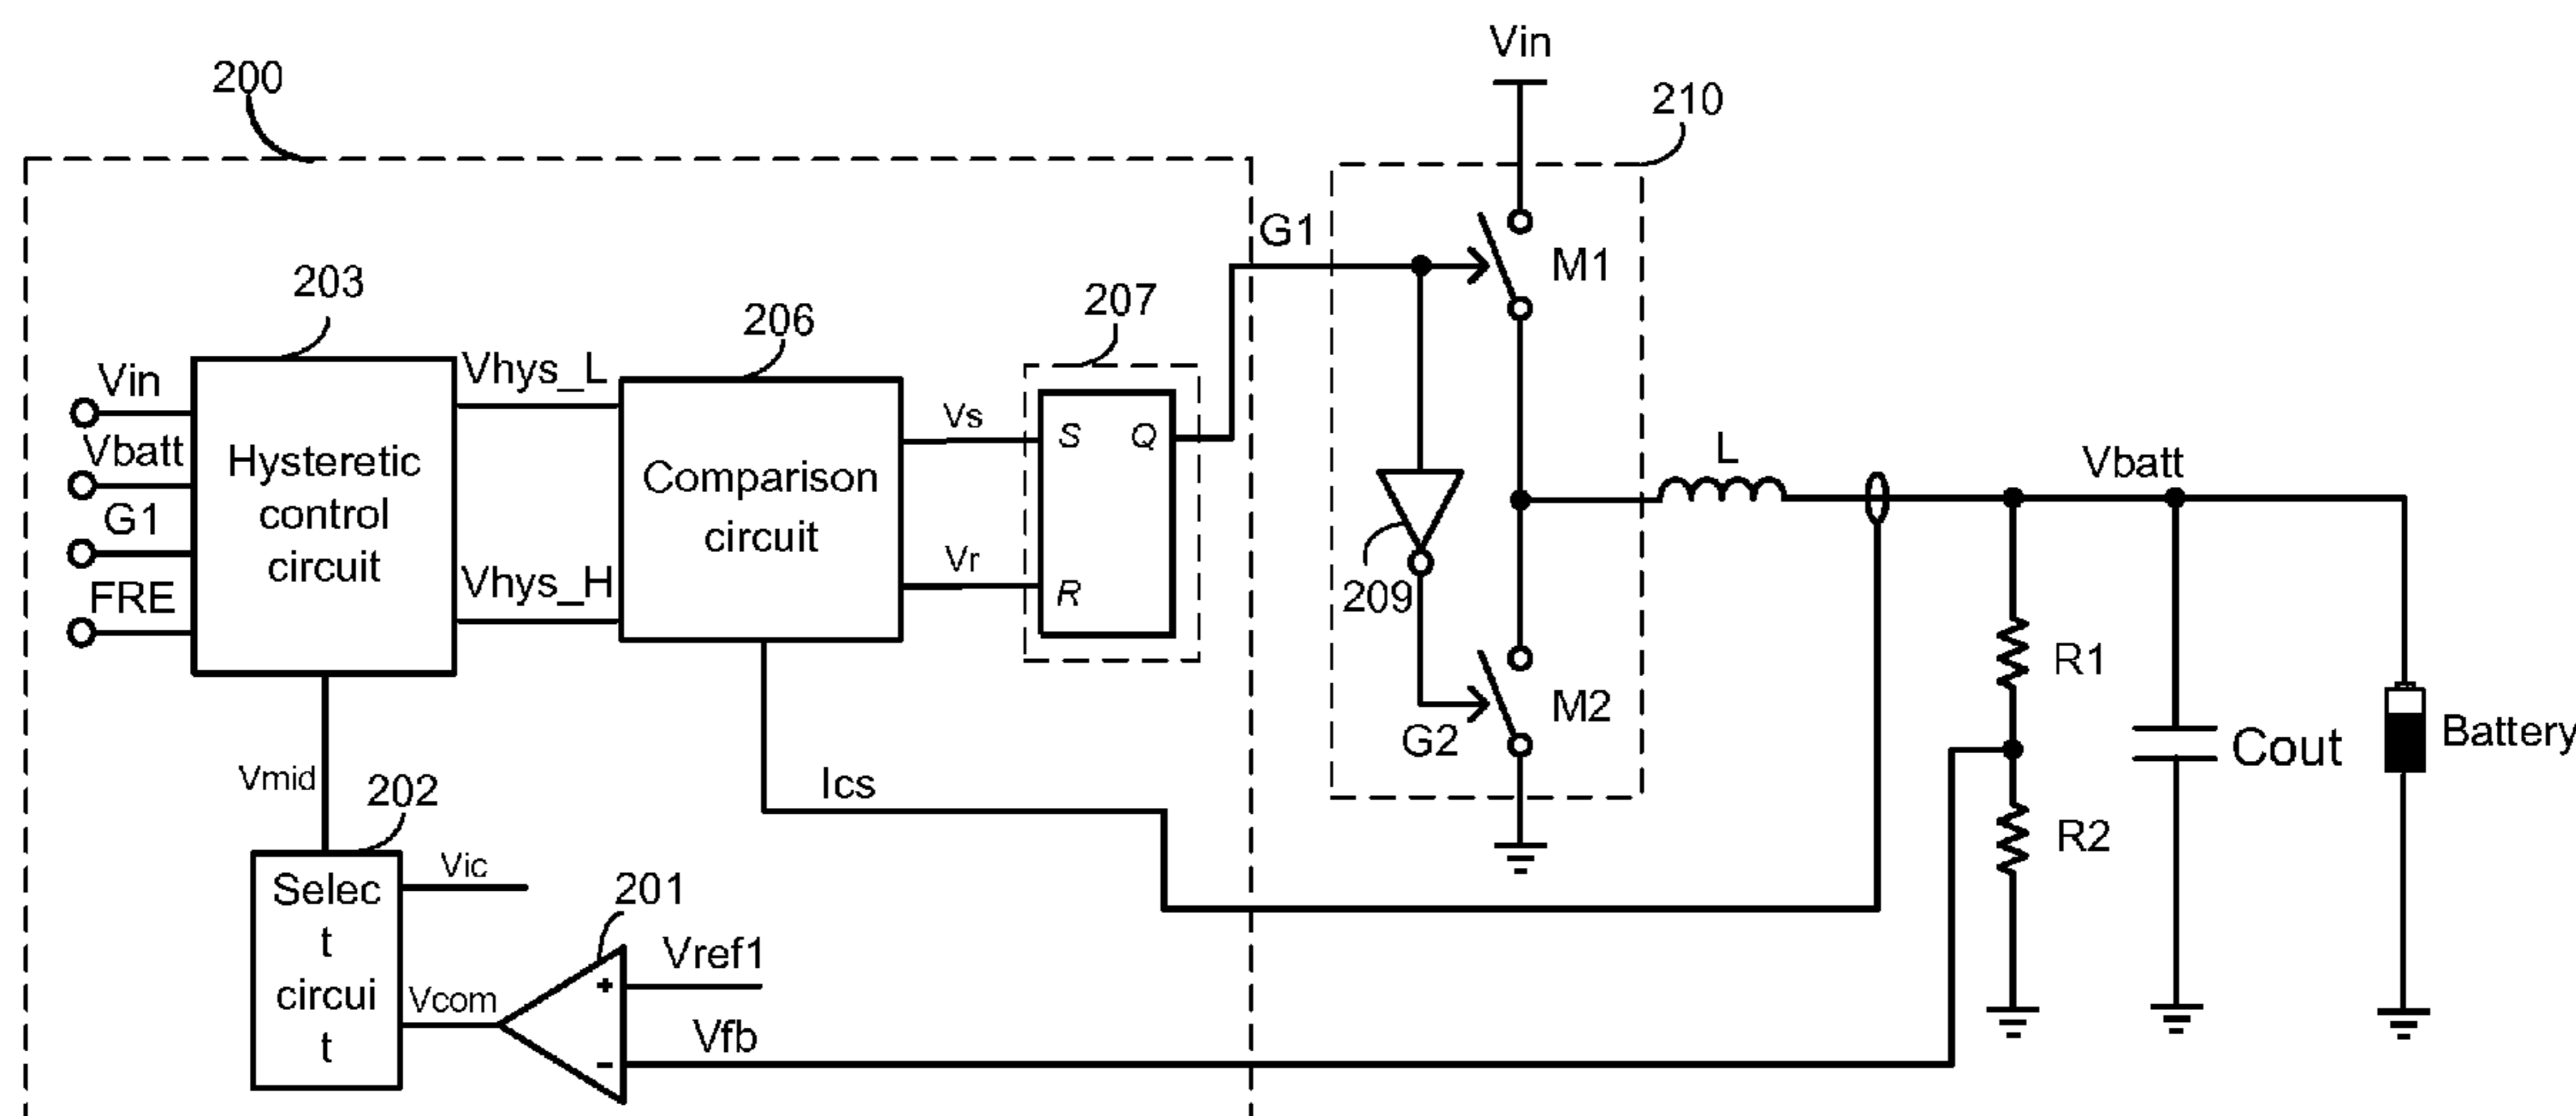 Vin
200
210
G1
M1
203
207
206
Vhys_L
Vin
Vs
S
Q
Vbatt
Hysteretic
control
circuit
Comparison
circuit
L
Vbatt
G1
FRE
Vhys_H
Vr
R
209
R1
M2
G2
Battery
Cout
Vmid
202
Ics
R2
Vic
Selec
t
circui
t
201
Vref1
+
Vcom
Vfb
-